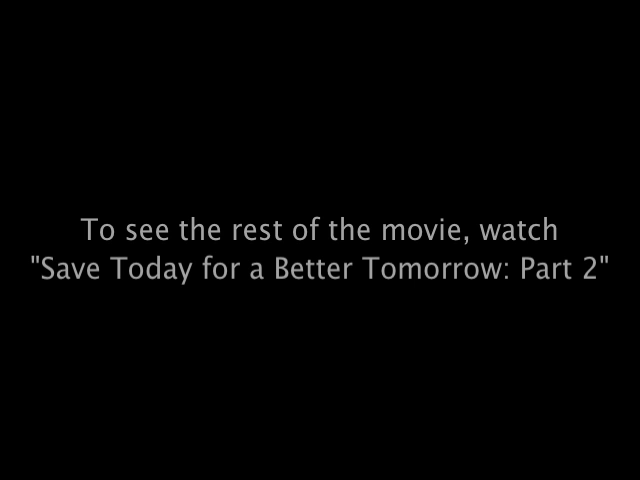 To see the rest of the movie, watch
"Save Today for a Better Tomorrow: Part 2"